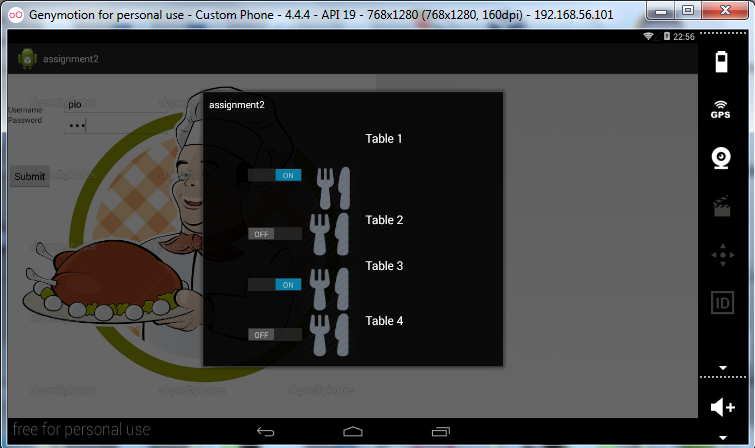 Genymotion for personal use - Custom Phone - 4.4.4 - API 19 - 768x1280 (768x1280, 160dpi) - 192.168.56.101
22:56
assignment2
Username pio
Password •••
Submit
assignment2
Table 1
ON
Table 2
OFF
Table 3
ON
Table 4
OFF
free for personal use
GPS
ID